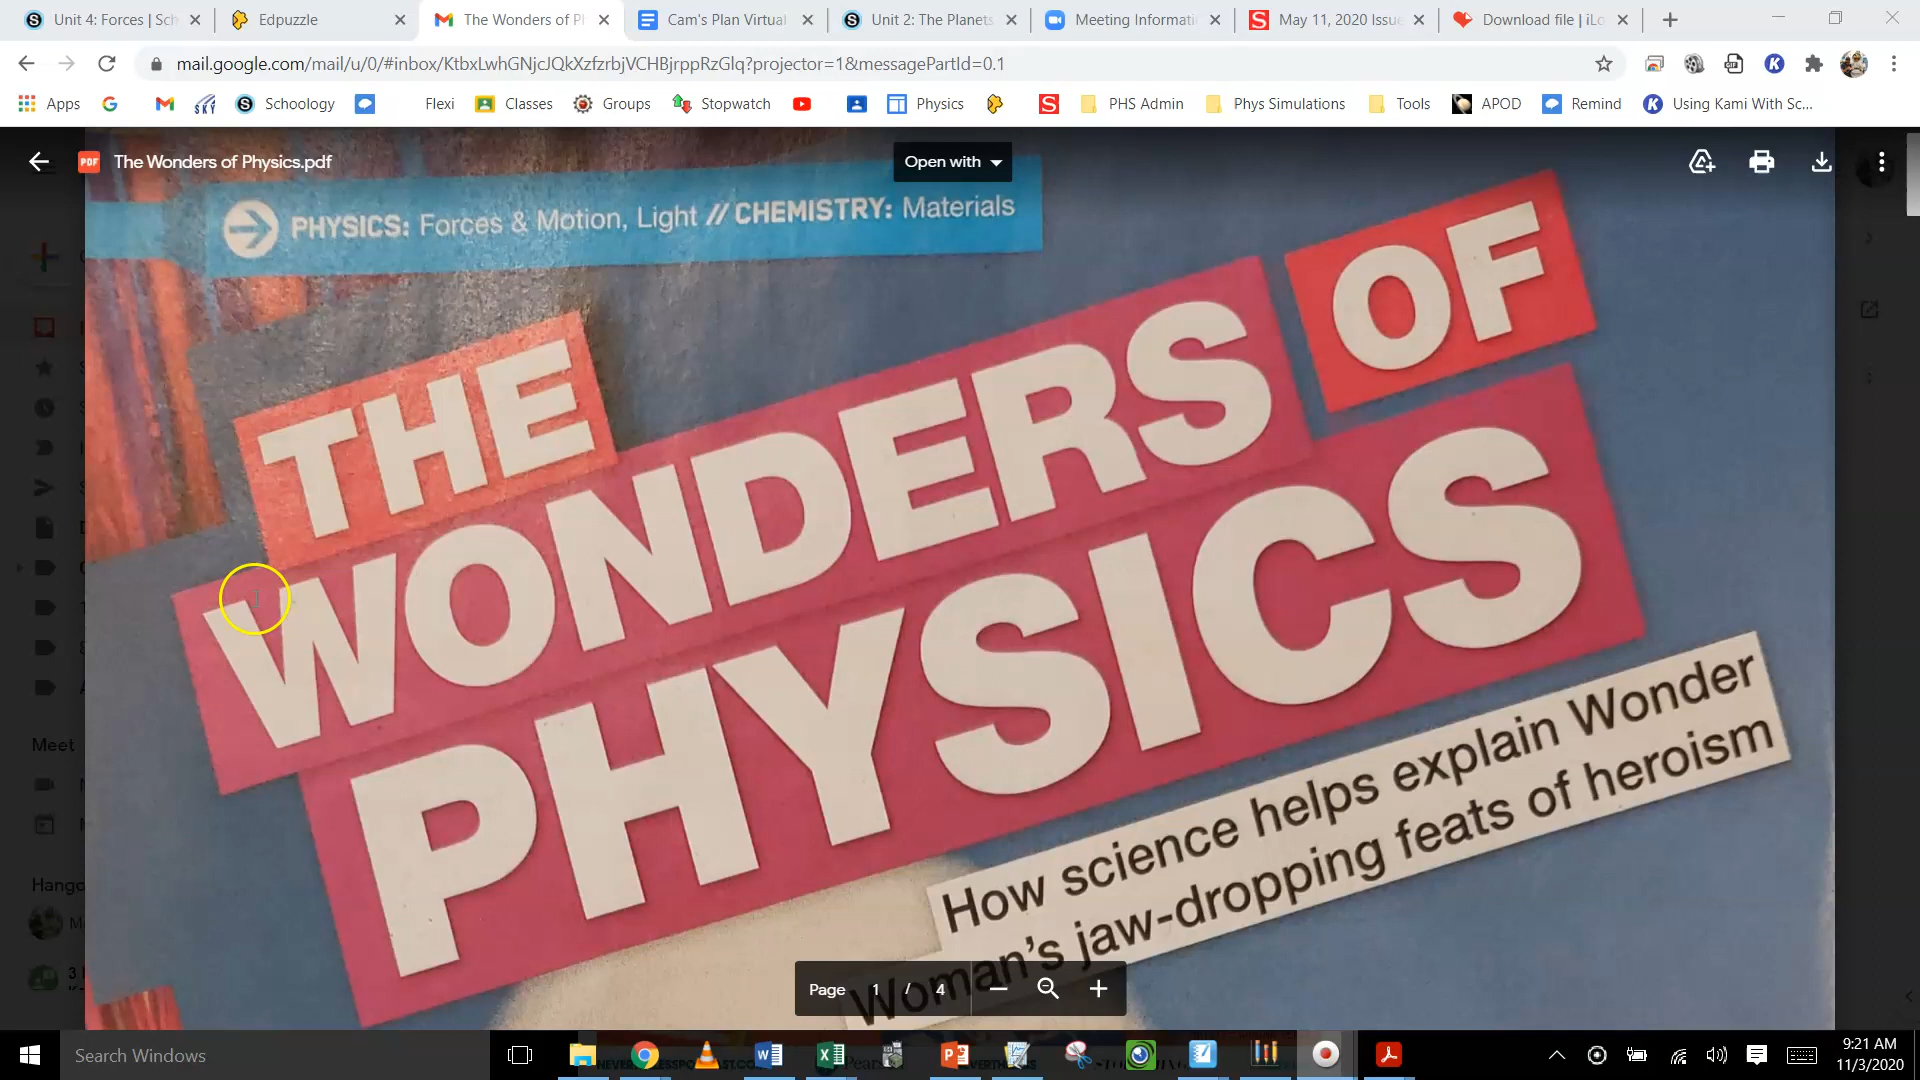 Unit 4: Forces | Sch
Edpuzzle
The Wonders of Ph
Cam's Plan Virtual
Unit 2: The Planets
Meeting Informati
May 11, 2020 Issue
Download file | iLo
mail.google.com/mail/u/0/#inbox/KtbxLwhGNjcJQkXzfzrbjVCHBjrppRzGlq?projector=1&messagePartId=0.1
Apps
Schoology
Flexi
Classes
Groups
Stopwatch
Physics
PHS Admin
Phys Simulations
Tools
APOD
Remind
Using Kami With Sc...
PDF
The Wonders of Physics.pdf
Open with
PHYSICS: Forces & Motion, Light // CHEMISTRY: Materials
THE
WONDERS OF
PHYSICS
How science helps explain Wonder
Woman's jaw-dropping feats of heroism
Meet
Hango
Page 1 / 4
Search Windows
9:21 AM
11/3/2020